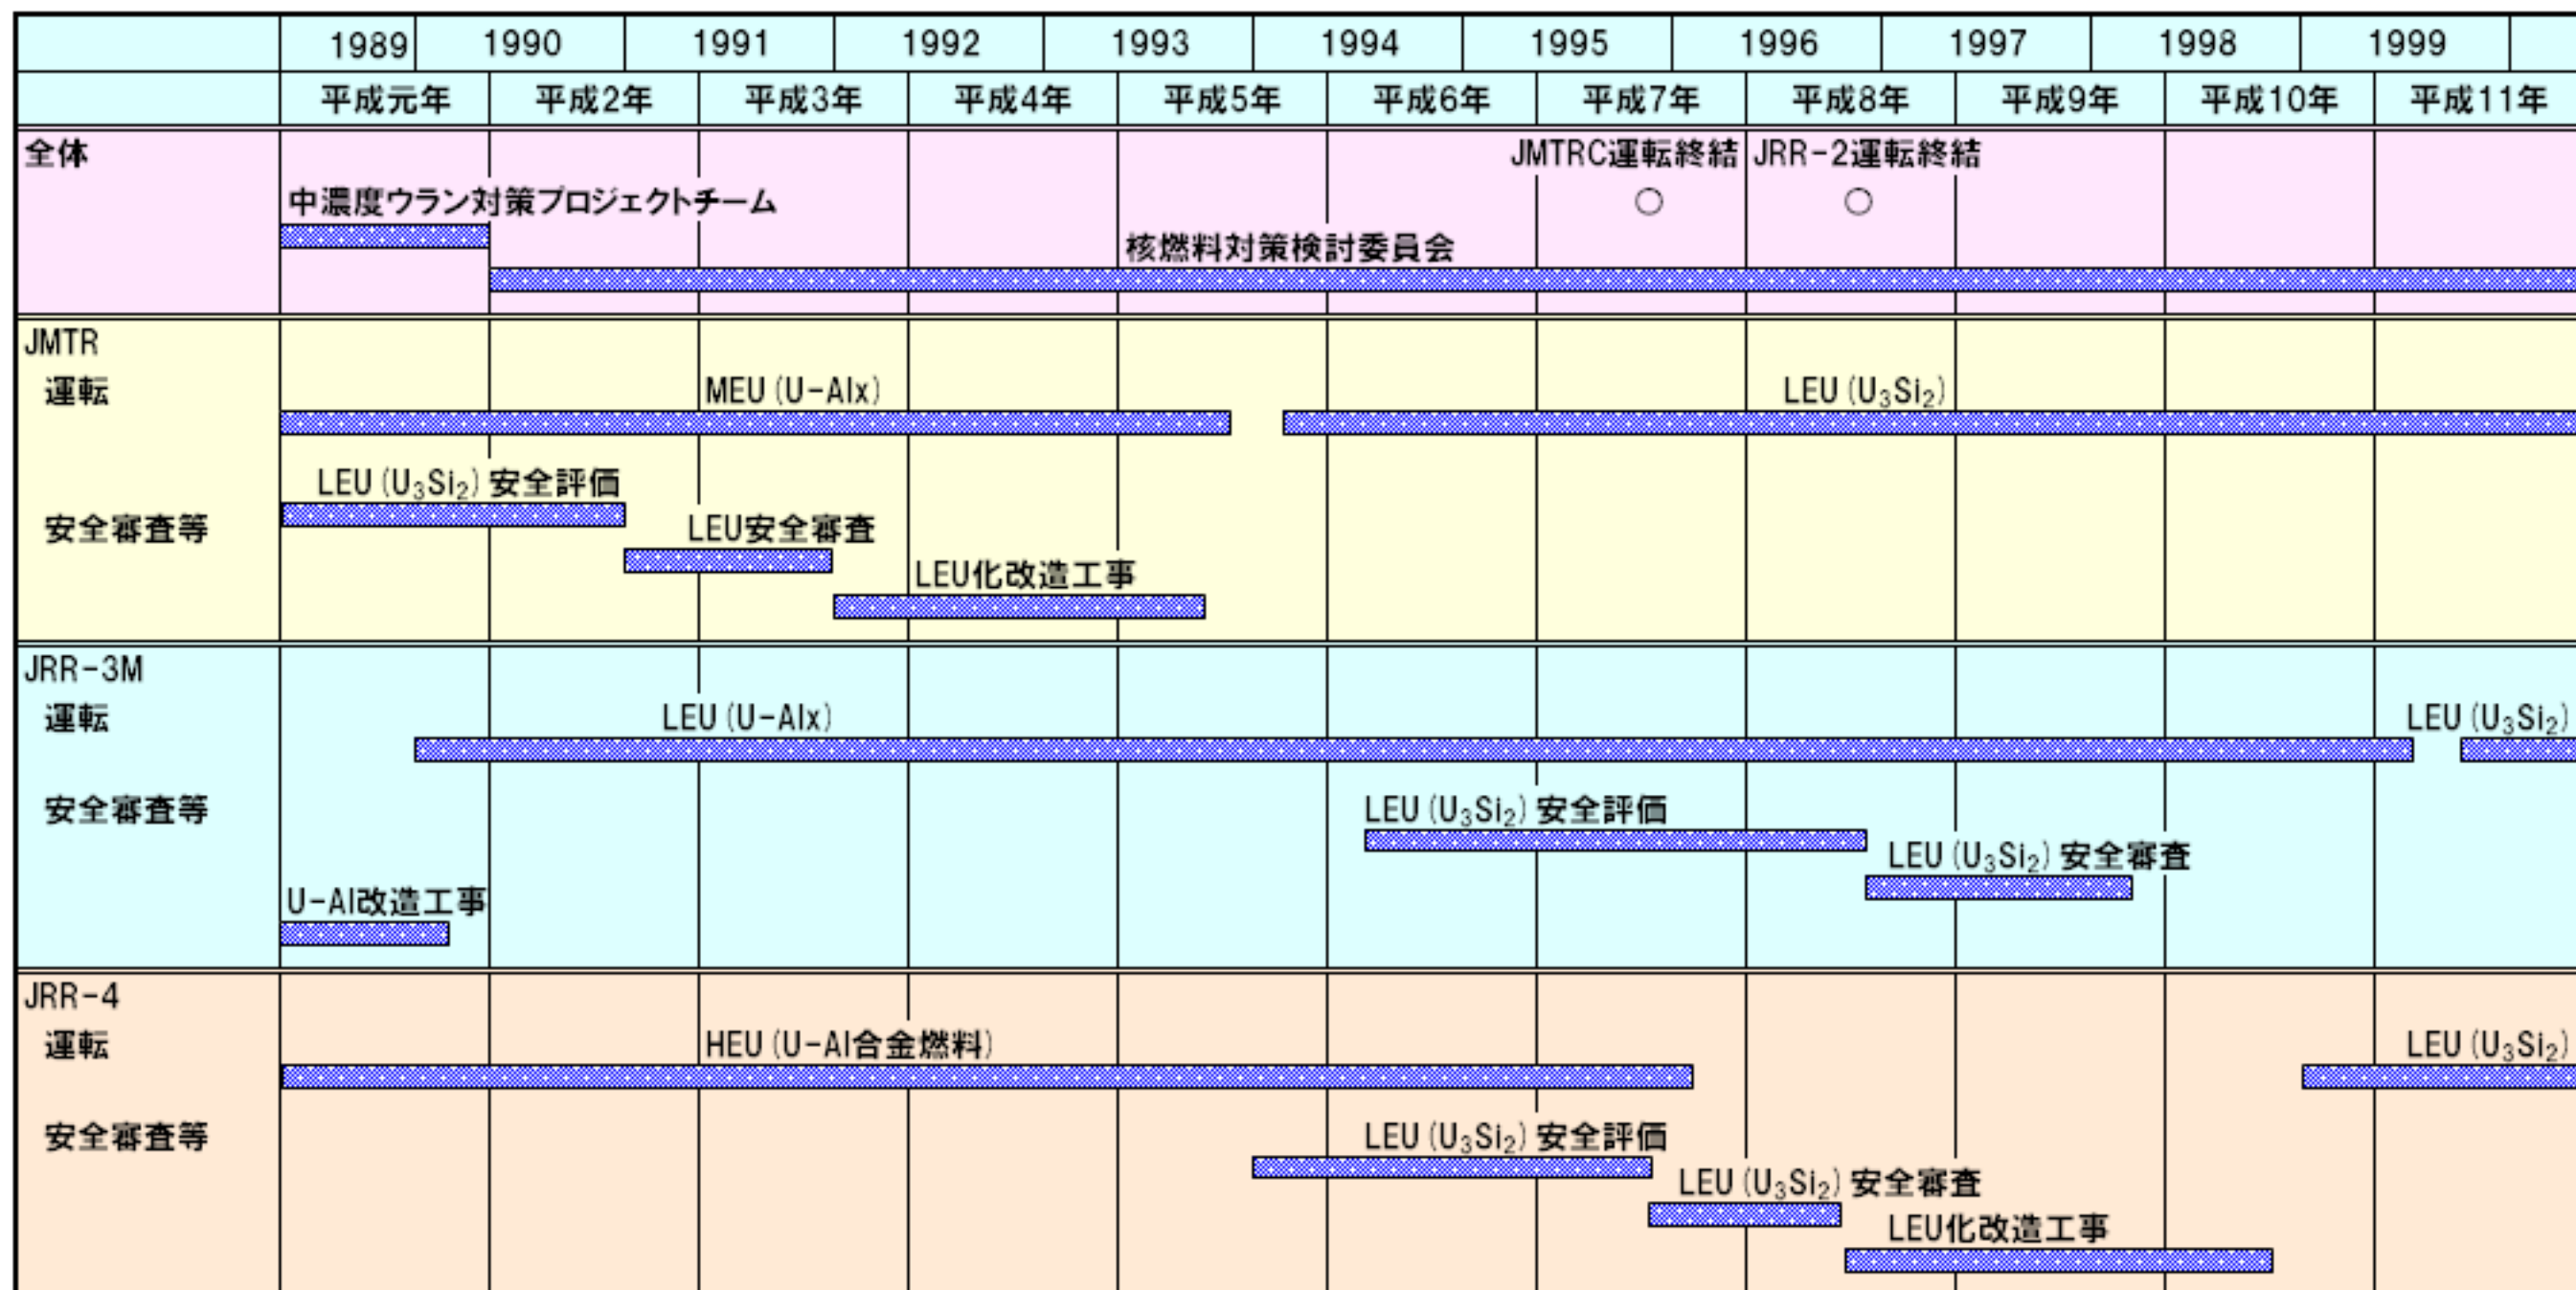 1989 1990 1991 1992 1993 1994 1995 1996 1997 1998 1999
平成元年 平成2年 平成3年 平成4年 平成5年 平成6年 平成7年 平成8年 平成9年 平成10年 平成11年
全体
JMTRC運転終結 JRR-2運転終結
中濃度ウラン対策プロジェクトチーム
○ ○
核燃料対策検討委員会
JMTR
運転
MEU (U-Alx) LEU (U₃Si₂)
LEU (U₃Si₂) 安全評価
安全審査等
LEU安全審査
LEU化改造工事
JRR-3M
運転
LEU (U-Alx) LEU (U₃Si₂)
安全審査等
LEU (U₃Si₂) 安全評価
LEU (U₃Si₂) 安全審査
U-Al改造工事
JRR-4
運転
HEU (U-Al合金燃料) LEU (U₃Si₂)
安全審査等
LEU (U₃Si₂) 安全評価
LEU (U₃Si₂) 安全審査
LEU化改造工事